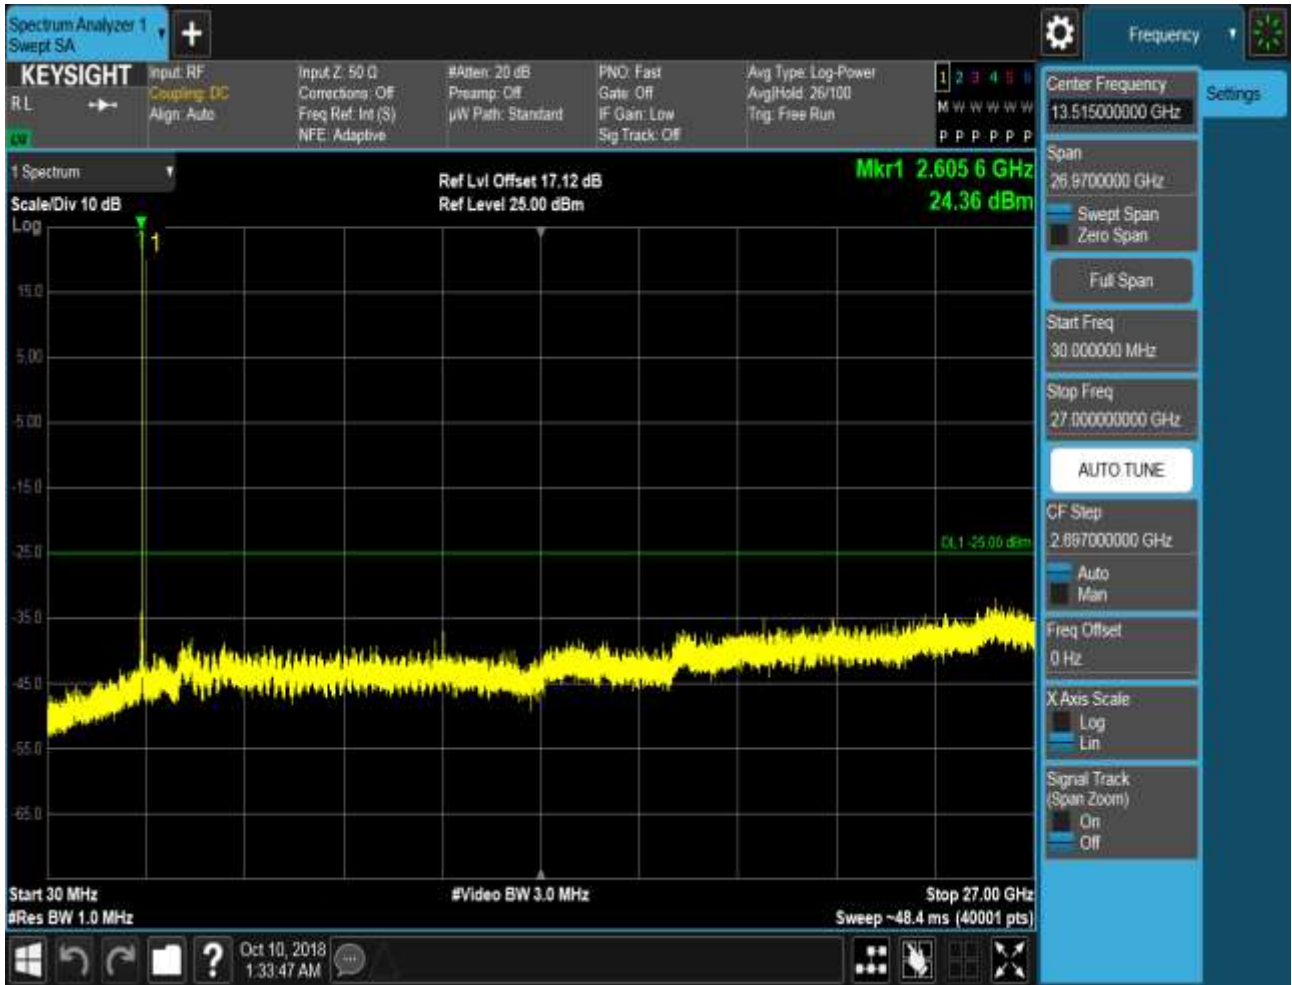 Spectrum Analyzer 1
Swept SA
+
Frequency
KEYSIGHT
RL
Input: RF
Coupling: DC
Align: Auto
Input Z: 50 Ω
Corrections: Off
Freq Ref: Int (S)
NFE: Adaptive
#Atten: 20 dB
Preamp: Off
µW Path: Standard
PNO: Fast
Gate: Off
IF Gain: Low
Sig Track: Off
Avg Type: Log-Power
Avg|Hold: 26/100
Trig: Free Run
1 2 3 4 5 6
M W W W W W
P P P P P P
Center Frequency
13.515000000 GHz
Settings
Span
26.9700000 GHz
Swept Span
Zero Span
Full Span
Start Freq
30.000000 MHz
Stop Freq
27.000000000 GHz
AUTO TUNE
CF Step
2.697000000 GHz
Auto
Man
Freq Offset
0 Hz
X Axis Scale
Log
Lin
Signal Track
(Span Zoom)
On
Off
1 Spectrum
Scale/Div 10 dB
Log
Ref Lvl Offset 17.12 dB
Ref Level 25.00 dBm
Mkr1 2.605 6 GHz
24.36 dBm
1
15.0
5.00
-5.00
-15.0
-25.0
DL1 -25.00 dBm
-35.0
-45.0
-55.0
-65.0
Start 30 MHz
#Video BW 3.0 MHz
Stop 27.00 GHz
#Res BW 1.0 MHz
Sweep ~48.4 ms (40001 pts)
?
Oct 10, 2018
1:33:47 AM